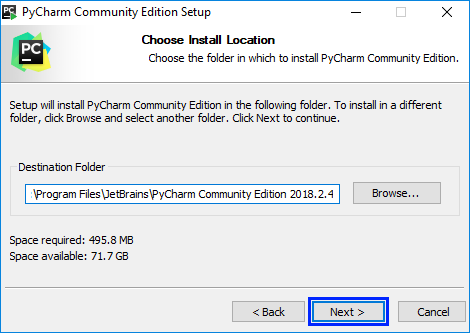 PyCharm Community Edition Setup
PC
Choose Install Location
Choose the folder in which to install PyCharm Community Edition.
Setup will install PyCharm Community Edition in the following folder. To install in a different
folder, click Browse and select another folder. Click Next to continue.
Destination Folder
:\Program Files\JetBrains\PyCharm Community Edition 2018.2.4
Browse...
Space required: 495.8 MB
Space available: 71.7 GB
< Back
Next >
Cancel